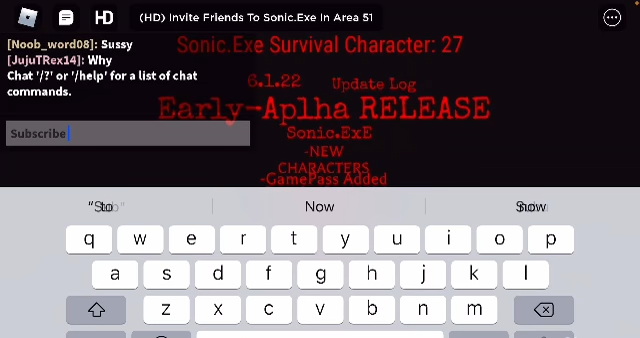 HD
(HD) Invite Friends To Sonic.Exe In Area 51
[Noob_word08]: Sussy
[JujuTRex14]: Why
Chat '/?' or '/help' for a list of chat
commands.
Subscribe
Sonic.Exe Survival Character: 27
6.1.22 Update Log
Early-Aplha RELEASE
Sonic.ExE
-NEW
CHARACTERS
-GamePass Added
Now
q w e r t y u i o p
a s d f g h j k l
z x c v b n m